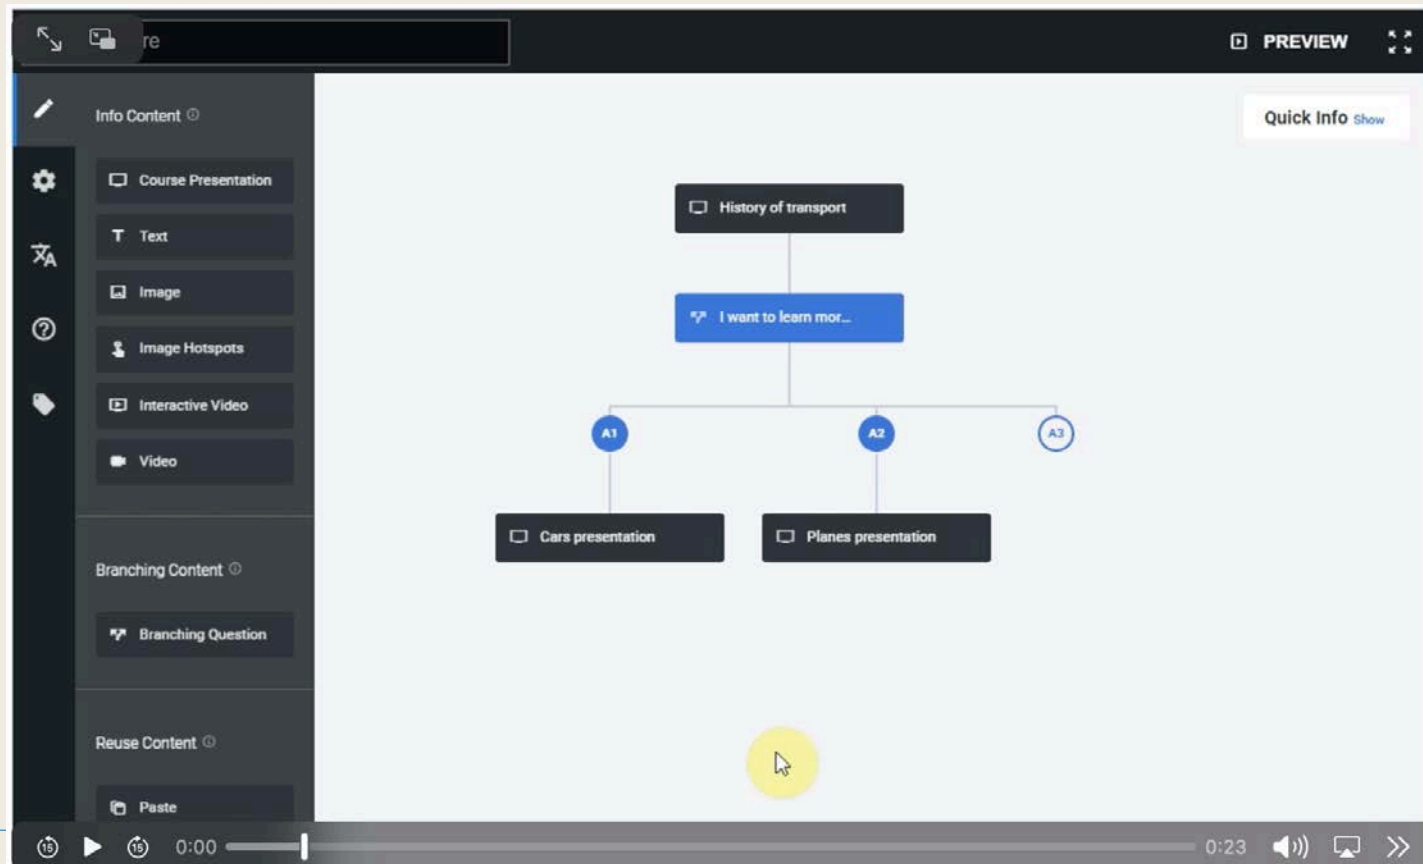 re
PREVIEW
Info Content
Quick Info Show
Course Presentation
Text
Image
Image Hotspots
Interactive Video
Video
Branching Content
Branching Question
Reuse Content
Paste
History of transport
I want to learn mor...
A1
A2
A3
Cars presentation
Planes presentation
15
15
0:00
0:23